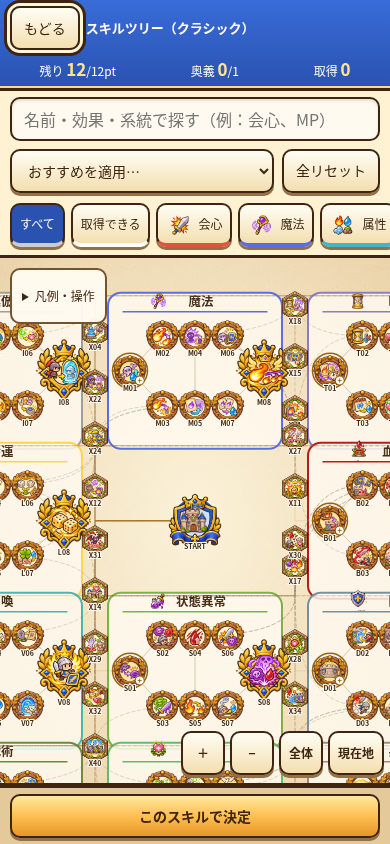 もどる
スキルツリー（クラシック）
残り 12/12pt
奥義 0/1
取得 0
名前・効果・系統で探す（例：会心、MP）
おすすめを適用…
全リセット
すべて
取得できる
会心
魔法
属性
▶ 凡例・操作
魔法
X18
I06
X04
M02
M04
M06
T02
X15
I08
X22
M01
M08
T01
I07
M03
M05
M07
T03
X24
X27
運
血
L06
X12
X11
B02
START
B01
L08
X31
X30
L07
B03
X17
X14
喚
状態異常
V06
X29
S02
S04
S06
X28
D02
V08
S01
S08
D01
X32
X34
V07
S03
S05
S07
D03
術
X40
＋
−
全体
現在地
このスキルで決定